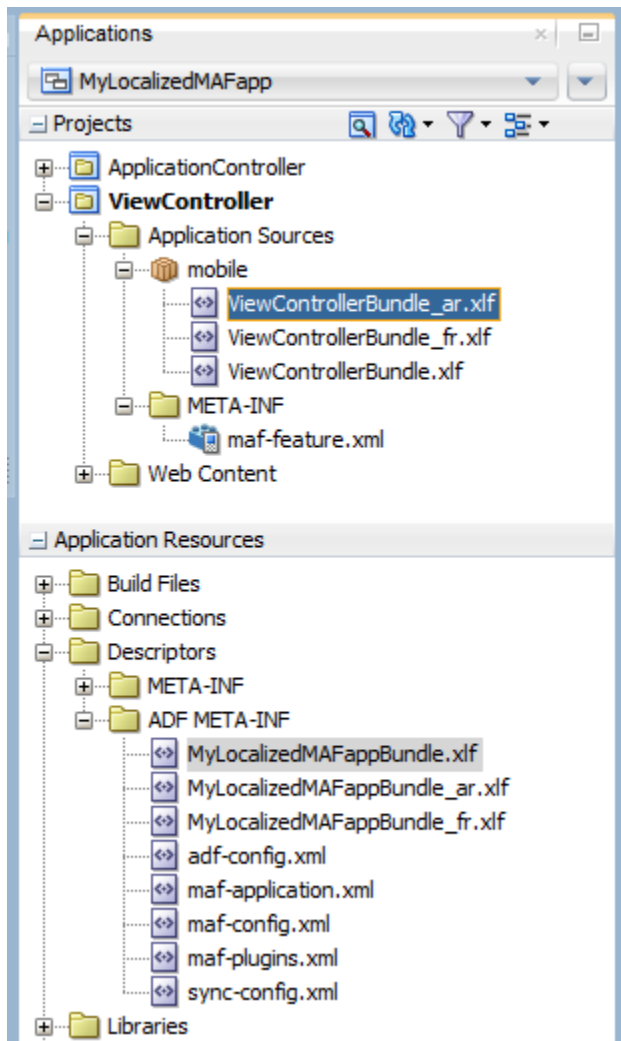 Applications
MyLocalizedMAFapp
Projects
ApplicationController
ViewController
Application Sources
mobile
ViewControllerBundle_ar.xlf
ViewControllerBundle_fr.xlf
ViewControllerBundle.xlf
META-INF
maf-feature.xml
Web Content
Application Resources
Build Files
Connections
Descriptors
META-INF
ADF META-INF
MyLocalizedMAFappBundle.xlf
MyLocalizedMAFappBundle_ar.xlf
MyLocalizedMAFappBundle_fr.xlf
adf-config.xml
maf-application.xml
maf-config.xml
maf-plugins.xml
sync-config.xml
Libraries